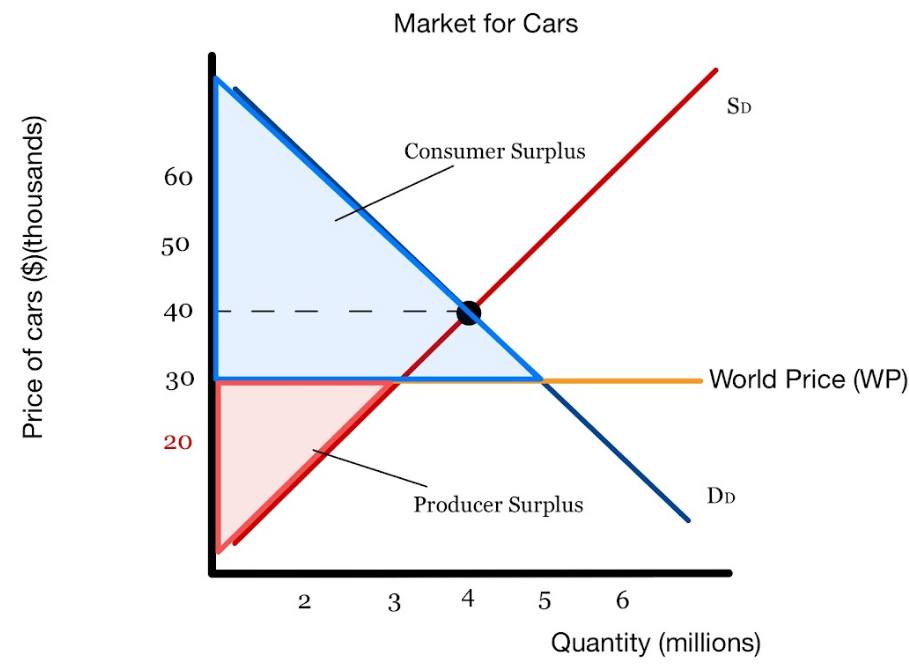 Market for Cars
Price of cars ($)(thousands)
SD
Consumer Surplus
60
50
40
30
World Price (WP)
20
Producer Surplus
DD
2 3 4 5 6
Quantity (millions)